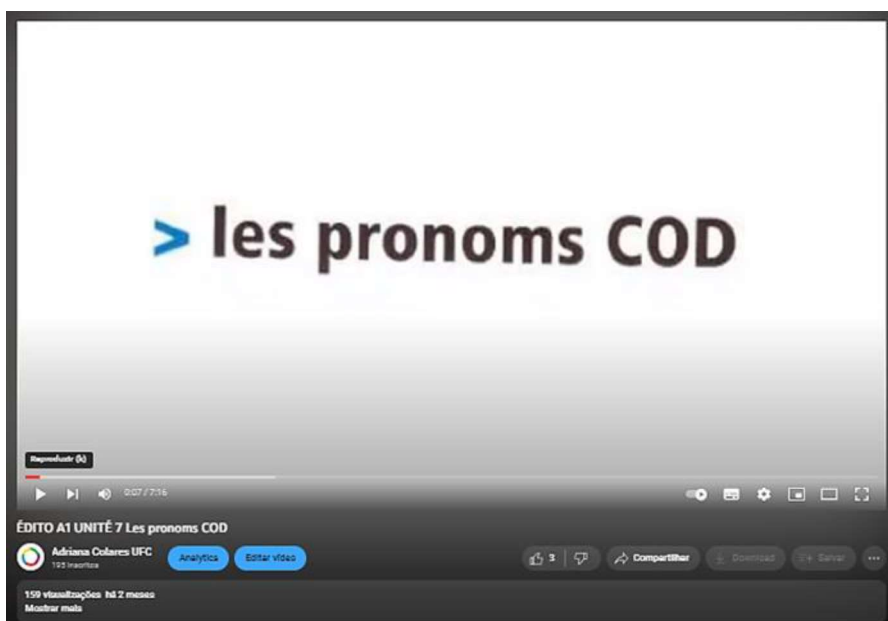 > les pronoms COD
Reproduzir (k)
0:07 / 7:16
ÉDITO A1 UNITÉ 7 Les pronoms COD
Adriana Colares UFC
195 inscritos
Analytics
Editar vídeo
3
Compartilhar
Download
Salvar
159 visualizações há 2 meses
Mostrar mais